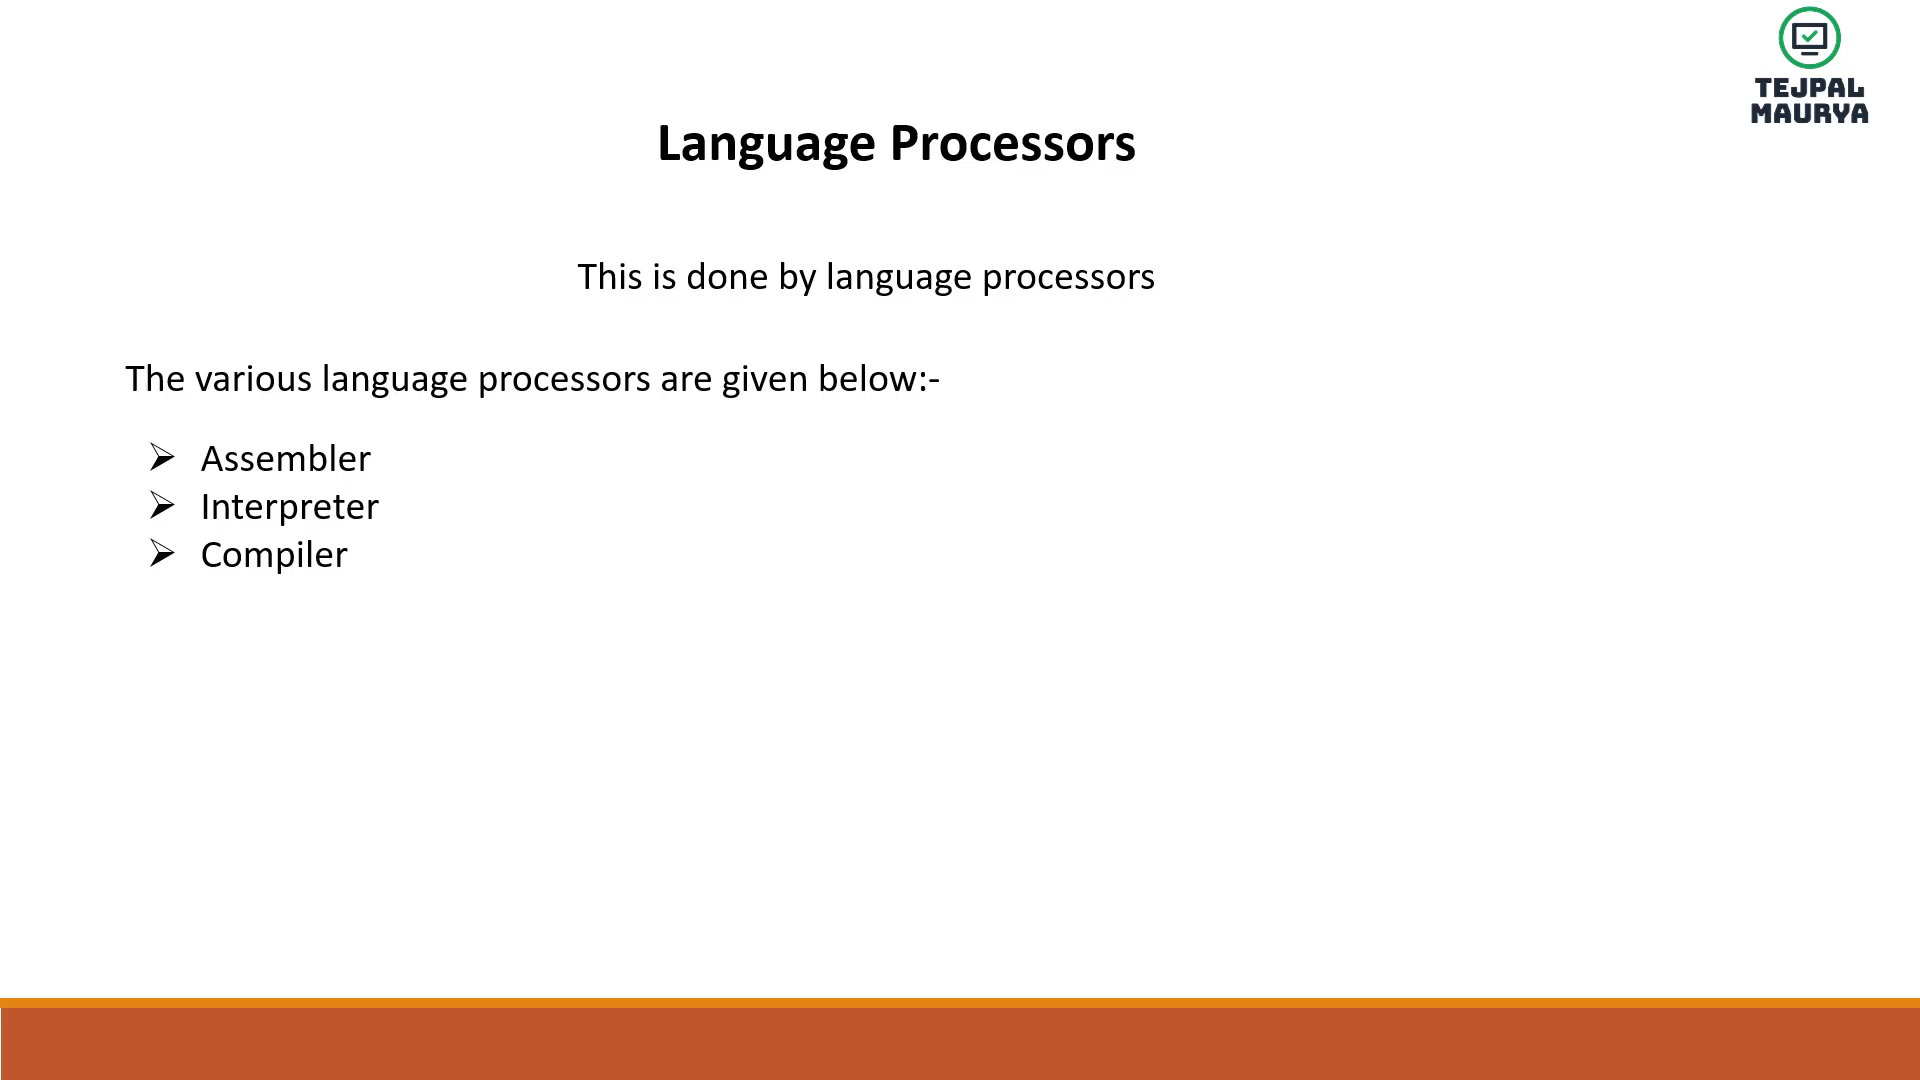 TEJPAL
MAURYA
Language Processors
This is done by language processors
The various language processors are given below:-
➢ Assembler
➢ Interpreter
➢ Compiler